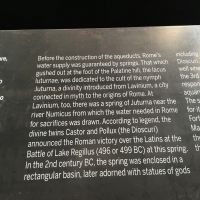 Before the construction of the aqueducts, Rome's
water supply was guaranteed by springs. That which
gushed out at the foot of the Palatine hill, the lacus
Iuturnae, was dedicated to the cult of the nymph
Juturna, a divinity introduced from Lavinium, a city
connected in myth to the origins of Rome. At
Lavinium, too, there was a spring of Juturna near the
river Numicus from which the water needed in Rome
for sacrifices was drawn. According to legend, the
divine twins Castor and Pollux (the Dioscuri)
announced the Roman victory over the Latins at the
Battle of Lake Regillus (496 or 499 BC) at this spring.
In the 2nd century BC, the spring was enclosed in a
rectangular basin, later adorned with statues of gods
including
Dioscuri
the 3rd
respon
aqu